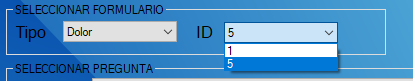 SELECCIONAR FORMULARIO
Tipo Dolor ID 5
1
5
SELECCIONAR PREGUNTA